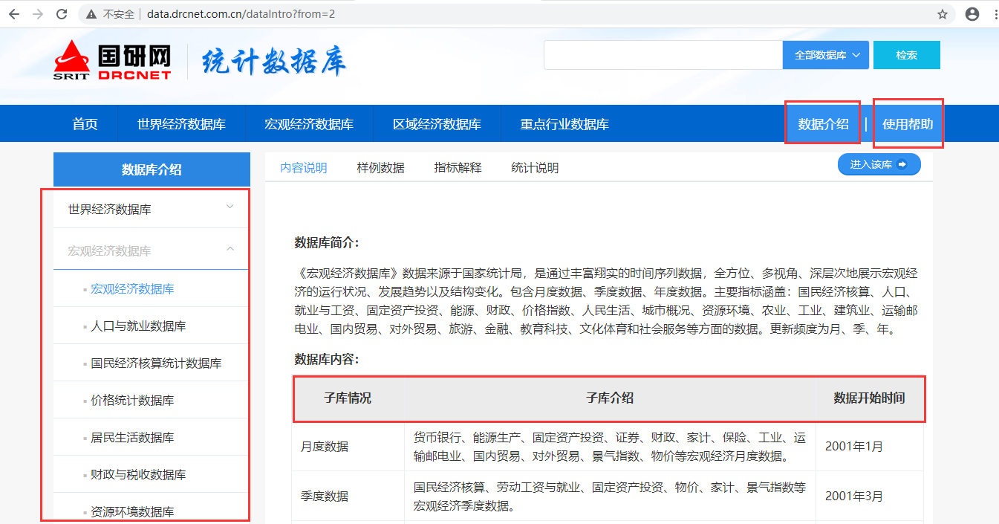 不安全 data.drcnet.com.cn/dataIntro?from=2
SRIT
国研网
DRCNET
统计数据库
全部数据库
检索
首页 世界经济数据库 宏观经济数据库 区域经济数据库 重点行业数据库 数据介绍 | 使用帮助
数据库介绍
世界经济数据库
宏观经济数据库
宏观经济数据库
人口与就业数据库
国民经济核算统计数据库
价格统计数据库
居民生活数据库
财政与税收数据库
资源环境数据库
内容说明 样例数据 指标解释 统计说明 进入该库
数据库简介：
《宏观经济数据库》数据来源于国家统计局，是通过丰富翔实的时间序列数据，全方位、多视角、深层次地展示宏观经
济的运行状况、发展趋势以及结构变化。包含月度数据、季度数据、年度数据。主要指标涵盖：国民经济核算、人口、
就业与工资、固定资产投资、能源、财政、价格指数、人民生活、城市概况、资源环境、农业、工业、建筑业、运输邮
电业、国内贸易、对外贸易、旅游、金融、教育科技、文化体育和社会服务等方面的数据。更新频度为月、季、年。
数据库内容：
子库情况 子库介绍 数据开始时间
月度数据
货币银行、能源生产、固定资产投资、证券、财政、家计、保险、工业、运
输邮电业、国内贸易、对外贸易、景气指数、物价等宏观经济月度数据。
2001年1月
季度数据
国民经济核算、劳动工资与就业、固定资产投资、物价、家计、景气指数等
宏观经济季度数据。
2001年3月